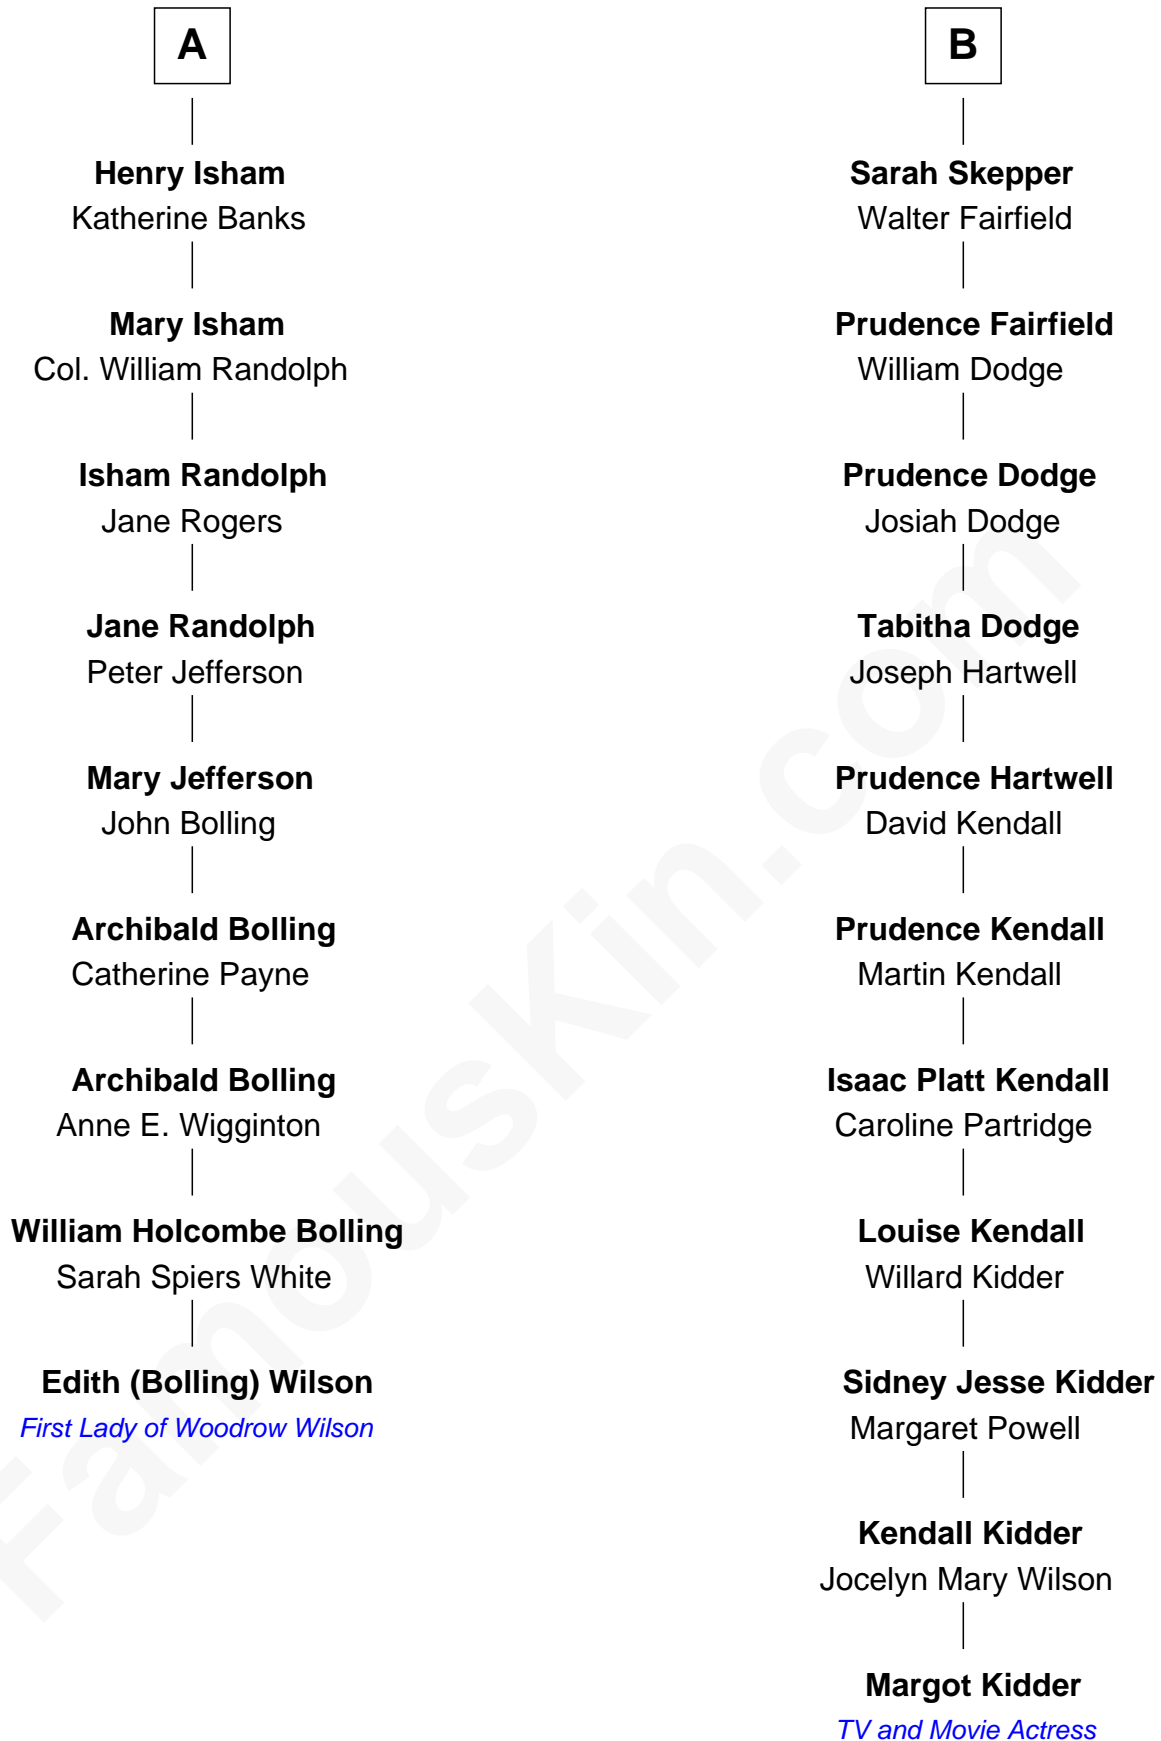 A
Henry Isham
Katherine Banks
Mary Isham
Col. William Randolph
Isham Randolph
Jane Rogers
Jane Randolph
Peter Jefferson
Mary Jefferson
John Bolling
Archibald Bolling
Catherine Payne
Archibald Bolling
Anne E. Wigginton
William Holcombe Bolling
Sarah Spiers White
Edith (Bolling) Wilson
First Lady of Woodrow Wilson
B
Sarah Skepper
Walter Fairfield
Prudence Fairfield
William Dodge
Prudence Dodge
Josiah Dodge
Tabitha Dodge
Joseph Hartwell
Prudence Hartwell
David Kendall
Prudence Kendall
Martin Kendall
Isaac Platt Kendall
Caroline Partridge
Louise Kendall
Willard Kidder
Sidney Jesse Kidder
Margaret Powell
Kendall Kidder
Jocelyn Mary Wilson
Margot Kidder
TV and Movie Actress
FamousKin.com